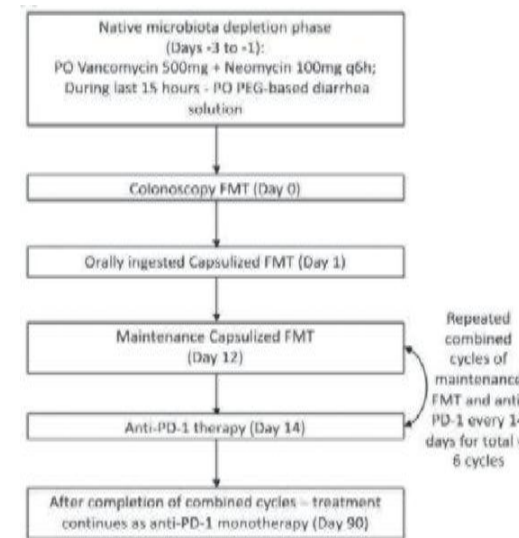 Native microbiota depletion phase
(Days -3 to -1):
PO Vancomycin 500mg + Neomycin 100mg q6h;
During last 15 hours - PO PEG-based diarrhea
solution
Colonoscopy FMT (Day 0)
Orally ingested Capsulized FMT (Day 1)
Maintenance Capsulized FMT
(Day 12)
Repeated
combined
cycles of
maintenance
FMT and anti
PD-1 every 14
days for total
6 cycles
Anti-PD-1 therapy (Day 14)
After completion of combined cycles – treatment
continues as anti-PD-1 monotherapy (Day 90)